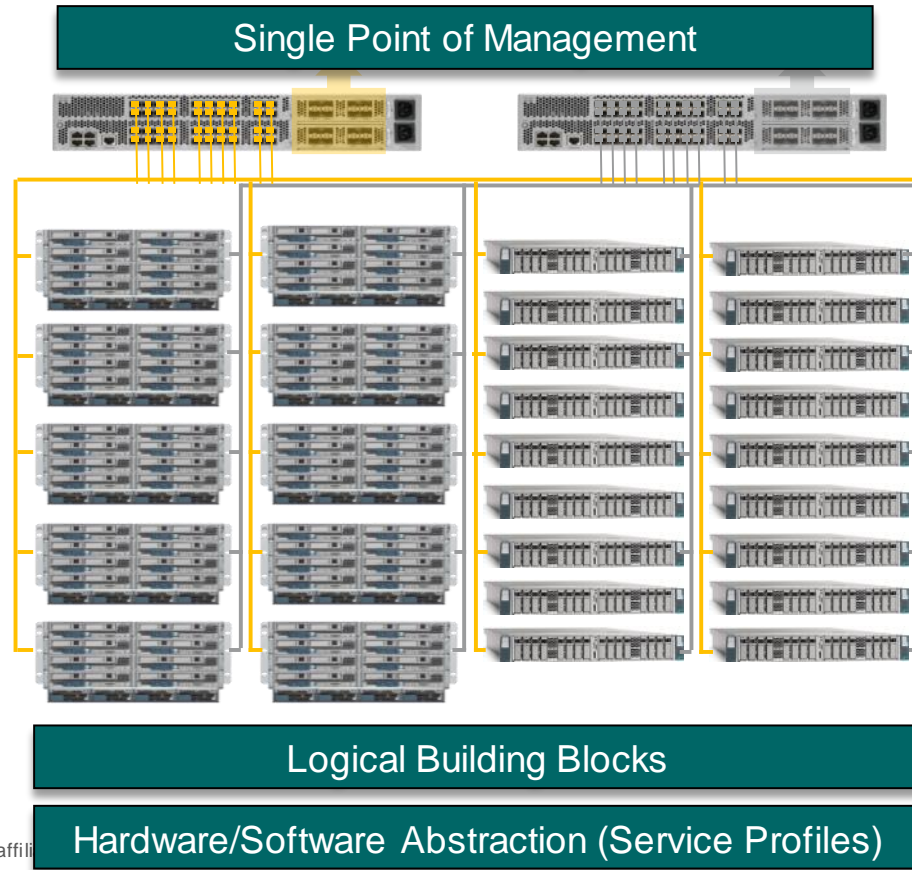 Single Point of Management
Logical Building Blocks
Hardware/Software Abstraction (Service Profiles)